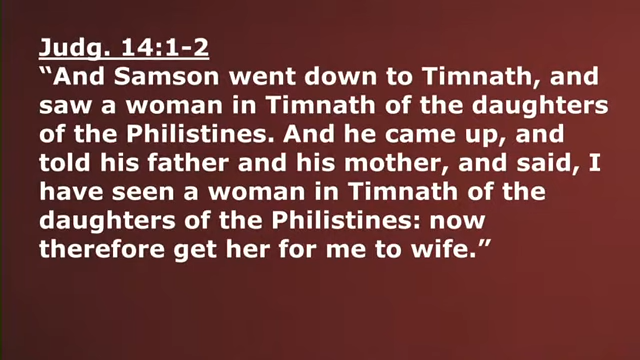 Judg. 14:1-2
“And Samson went down to Timnath, and
saw a woman in Timnath of the daughters
of the Philistines. And he came up, and
told his father and his mother, and said, I
have seen a woman in Timnath of the
daughters of the Philistines: now
therefore get her for me to wife.”